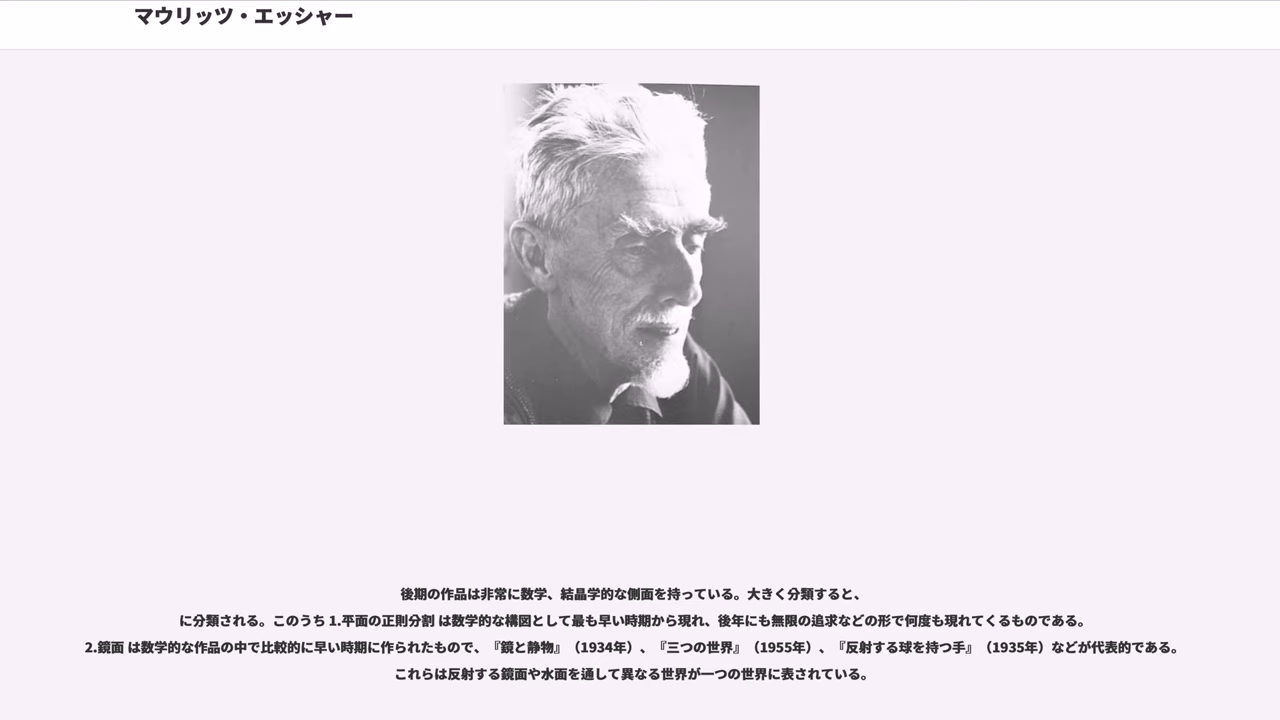 マウリッツ・エッシャー
後期の作品は非常に数学、結晶学的な側面を持っている。大きく分類すると、
に分類される。このうち 1.平面の正則分割 は数学的な構図として最も早い時期から現れ、後年にも無限の追求などの形で何度も現れてくるものである。
2.鏡面 は数学的な作品の中で比較的に早い時期に作られたもので、『鏡と静物』（1934年）、『三つの世界』（1955年）、『反射する球を持つ手』（1935年）などが代表的である。
これらは反射する鏡面や水面を通して異なる世界が一つの世界に表されている。